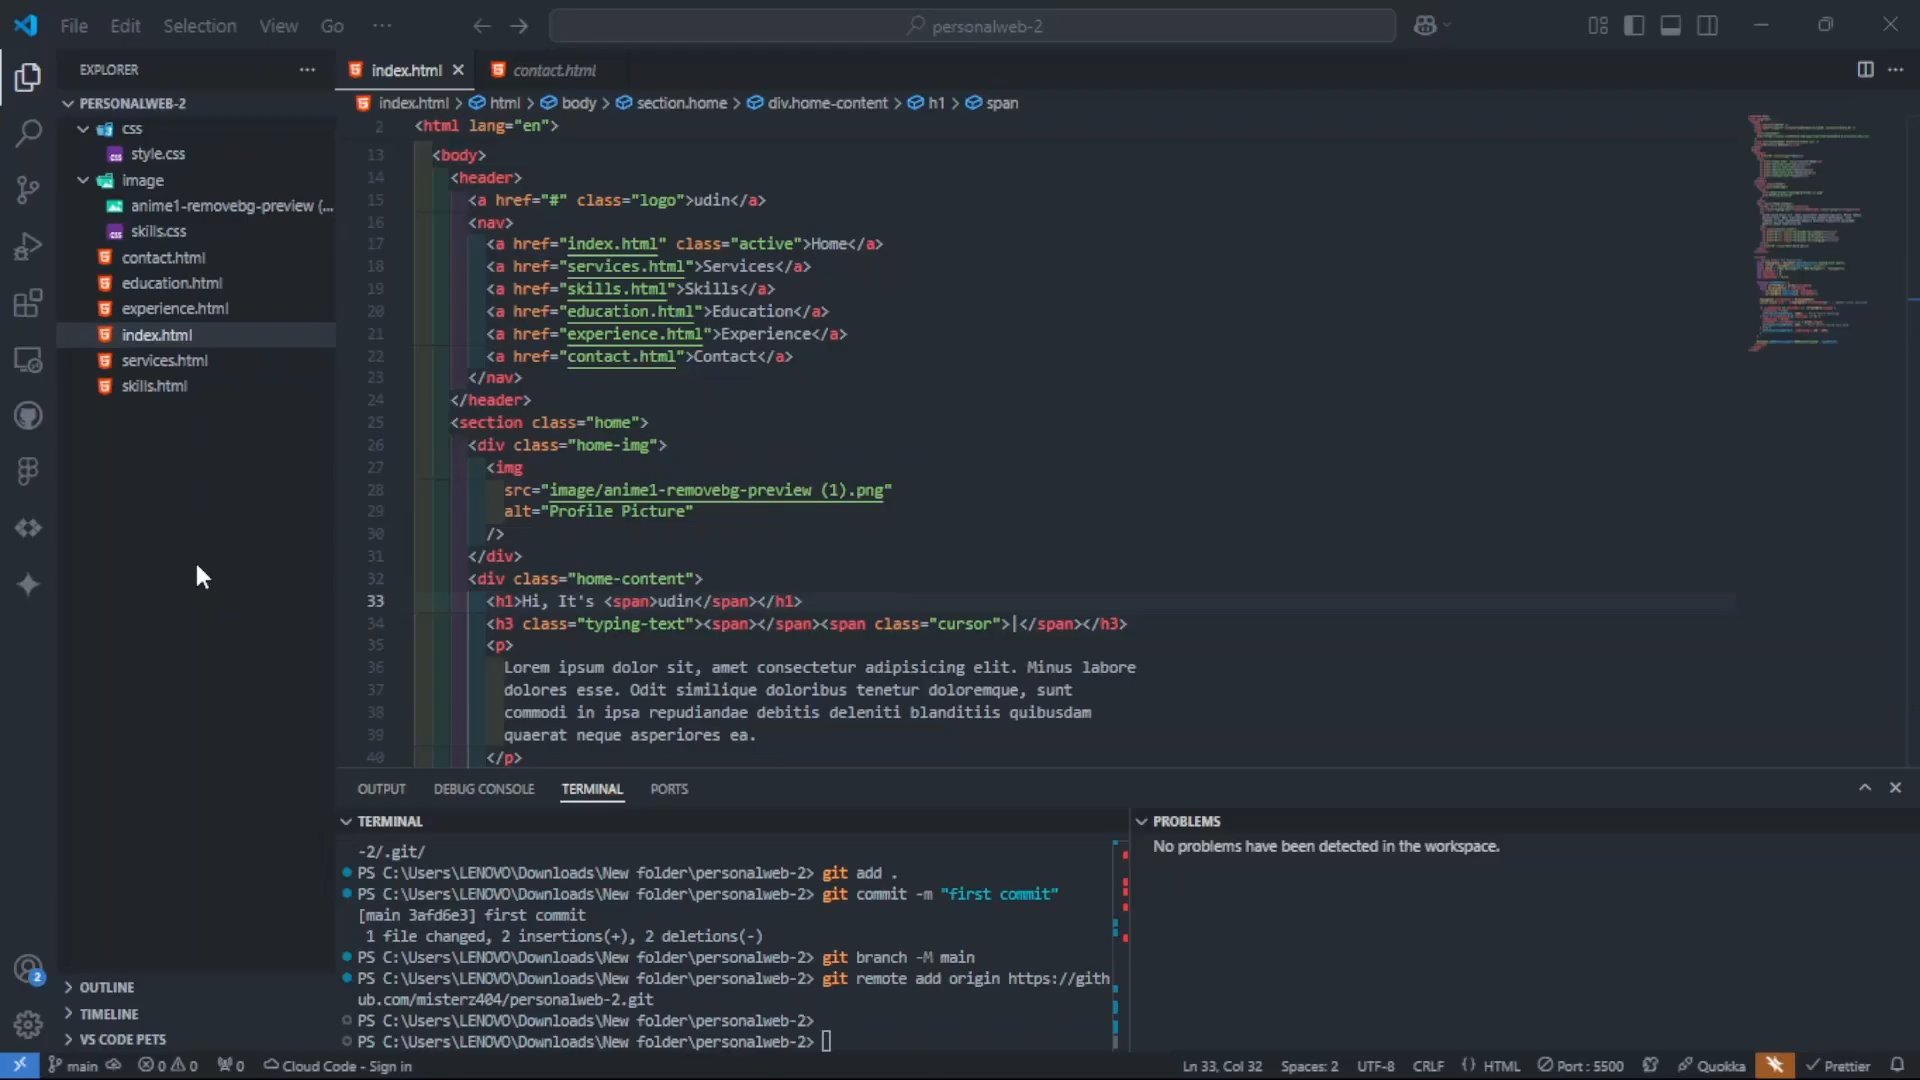 File Edit Selection View Go ··· personalweb-2
EXPLORER ···
PERSONALWEB-2
css
style.css
image
anime1-removebg-preview (...
skills.css
contact.html
education.html
experience.html
index.html
services.html
skills.html
OUTLINE
TIMELINE
VS CODE PETS
index.html contact.html
index.html > html > body > section.home > div.home-content > h1 > span
2 <html lang="en">
13 <body>
14 <header>
15 <a href="#" class="logo">udin</a>
16 <nav>
17 <a href="index.html" class="active">Home</a>
18 <a href="services.html">Services</a>
19 <a href="skills.html">Skills</a>
20 <a href="education.html">Education</a>
21 <a href="experience.html">Experience</a>
22 <a href="contact.html">Contact</a>
23 </nav>
24 </header>
25 <section class="home">
26 <div class="home-img">
27 <img
28 src="image/anime1-removebg-preview (1).png"
29 alt="Profile Picture"
30 />
31 </div>
32 <div class="home-content">
33 <h1>Hi, It's <span>udin</span></h1>
34 <h3 class="typing-text"><span></span><span class="cursor">|</span></h3>
35 <p>
36 Lorem ipsum dolor sit, amet consectetur adipisicing elit. Minus labore
37 dolores esse. Odit similique doloribus tenetur doloremque, sunt
38 commodi in ipsa repudiandae debitis deleniti blanditiis quibusdam
39 quaerat neque asperiores ea.
40 </p>
OUTPUT DEBUG CONSOLE TERMINAL PORTS
TERMINAL
-2/.git/
PS C:\Users\LENOVO\Downloads\New folder\personalweb-2> git add .
PS C:\Users\LENOVO\Downloads\New folder\personalweb-2> git commit -m "first commit"
[main 3afd6e3] first commit
1 file changed, 2 insertions(+), 2 deletions(-)
PS C:\Users\LENOVO\Downloads\New folder\personalweb-2> git branch -M main
PS C:\Users\LENOVO\Downloads\New folder\personalweb-2> git remote add origin https://gith
ub.com/misterz404/personalweb-2.git
PS C:\Users\LENOVO\Downloads\New folder\personalweb-2>
PS C:\Users\LENOVO\Downloads\New folder\personalweb-2>
PROBLEMS
No problems have been detected in the workspace.
2
main 0 0 0 Cloud Code - Sign in Ln 33, Col 32 Spaces: 2 UTF-8 CRLF HTML Port : 5500 Quokka Prettier